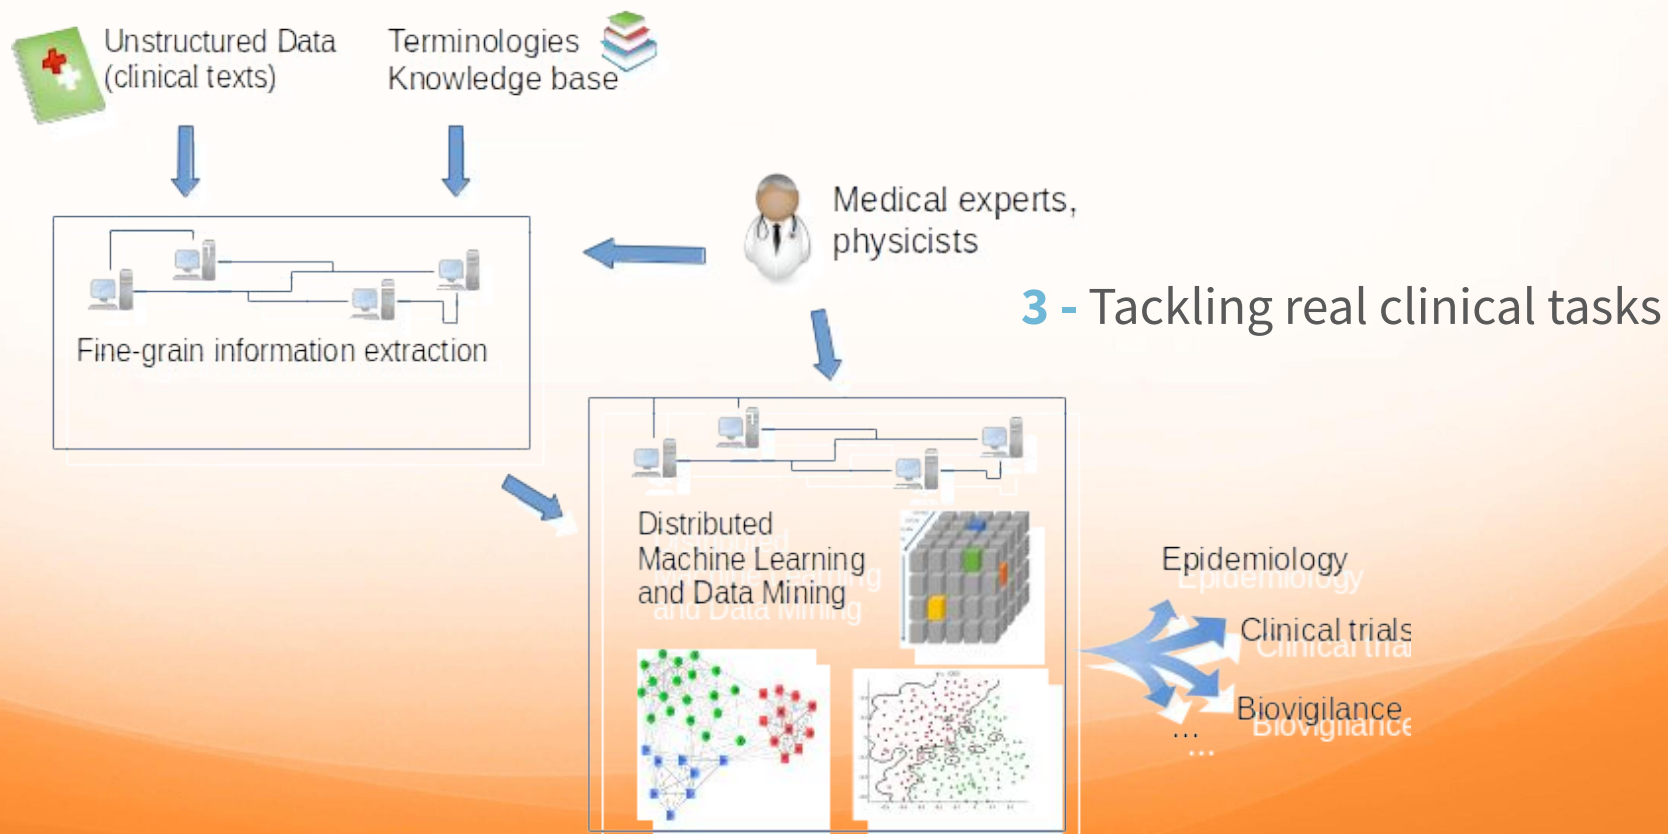 Unstructured Data
(clinical texts)
Terminologies
Knowledge base
Medical experts,
physicists
3 - Tackling real clinical tasks
Fine-grain information extraction
Distributed
Machine Learning
and Data Mining
Epidemiology
Clinical trials
Biovigilance
...